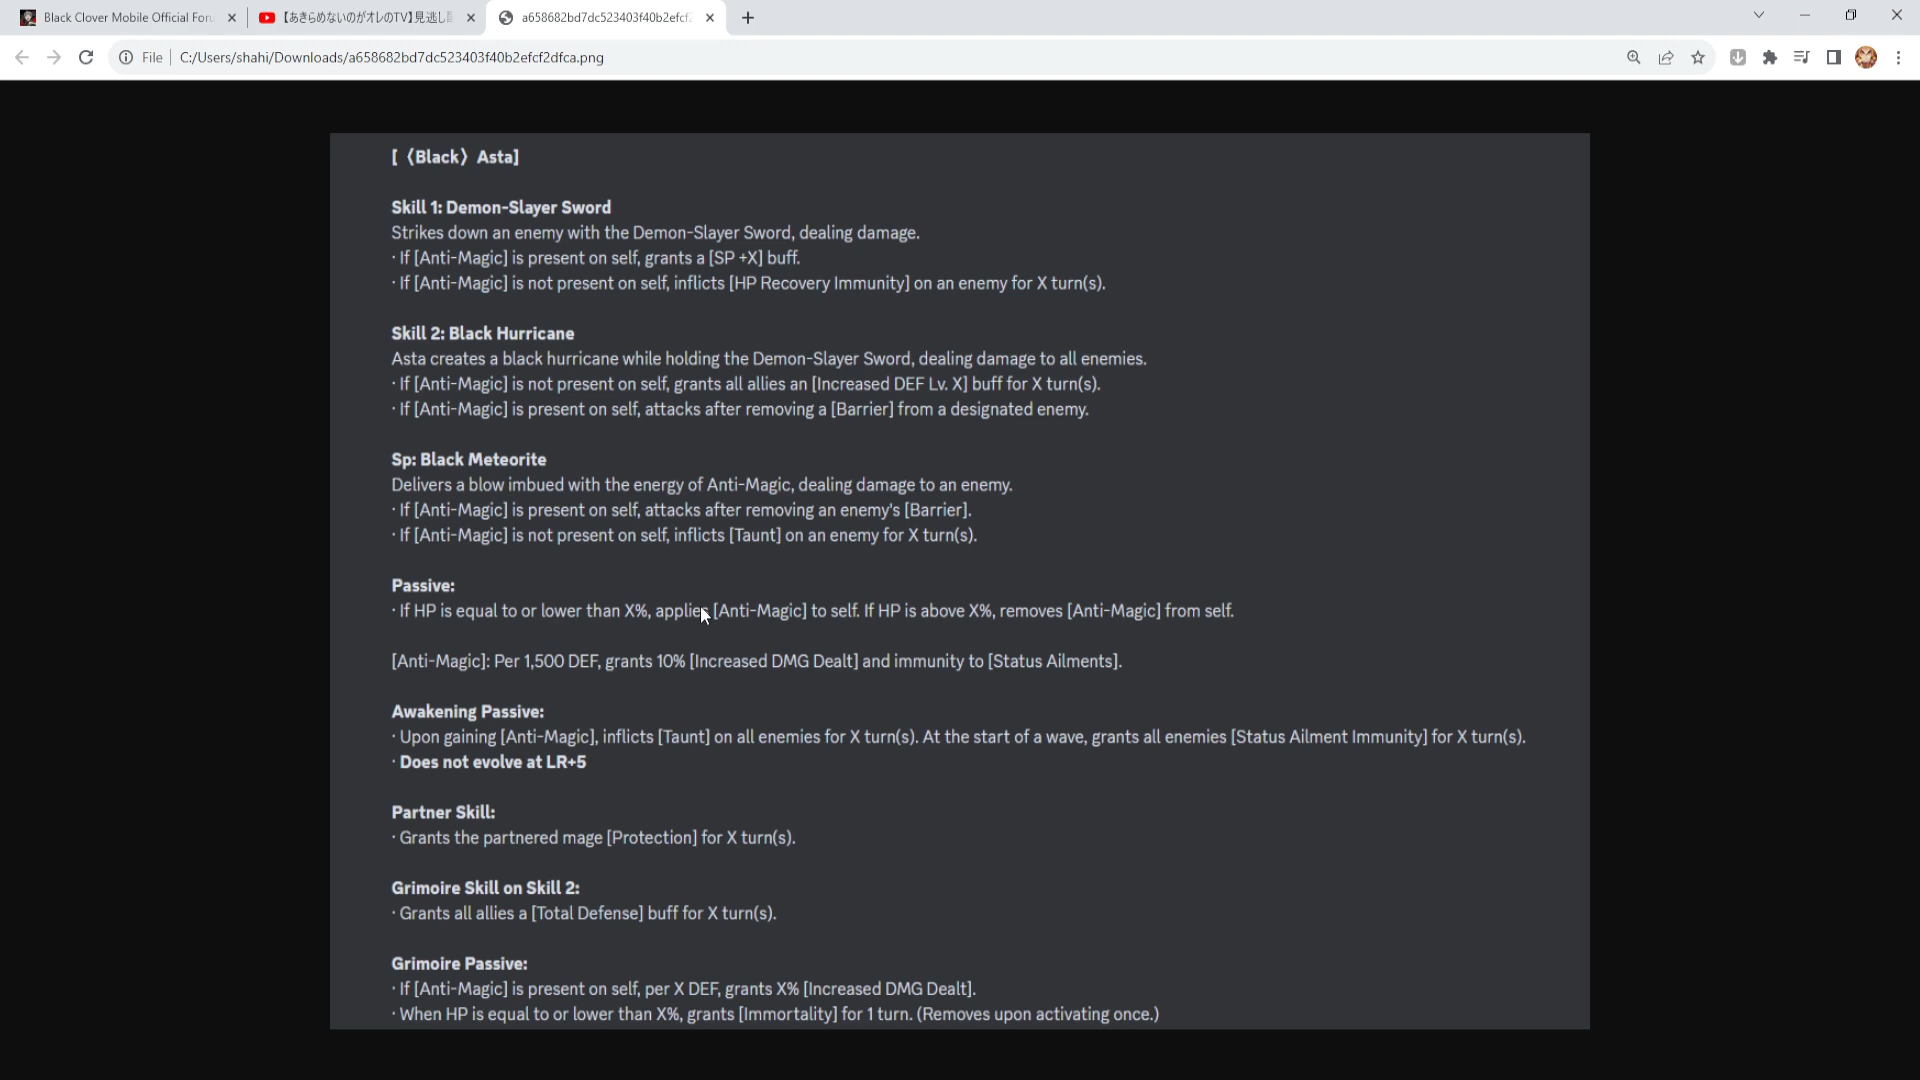 Black Clover Mobile Official Foru
【あきらめないのがオレのTV】見逃し
a658682bd7dc523403f40b2efcf
File
C:/Users/shahi/Downloads/a658682bd7dc523403f40b2efcf2dfca.png
[〈Black〉 Asta]
Skill 1: Demon-Slayer Sword
Strikes down an enemy with the Demon-Slayer Sword, dealing damage.
· If [Anti-Magic] is present on self, grants a [SP +X] buff.
· If [Anti-Magic] is not present on self, inflicts [HP Recovery Immunity] on an enemy for X turn(s).
Skill 2: Black Hurricane
Asta creates a black hurricane while holding the Demon-Slayer Sword, dealing damage to all enemies.
· If [Anti-Magic] is not present on self, grants all allies an [Increased DEF Lv. X] buff for X turn(s).
· If [Anti-Magic] is present on self, attacks after removing a [Barrier] from a designated enemy.
Sp: Black Meteorite
Delivers a blow imbued with the energy of Anti-Magic, dealing damage to an enemy.
· If [Anti-Magic] is present on self, attacks after removing an enemy's [Barrier].
· If [Anti-Magic] is not present on self, inflicts [Taunt] on an enemy for X turn(s).
Passive:
· If HP is equal to or lower than X%, applies [Anti-Magic] to self. If HP is above X%, removes [Anti-Magic] from self.
[Anti-Magic]: Per 1,500 DEF, grants 10% [Increased DMG Dealt] and immunity to [Status Ailments].
Awakening Passive:
· Upon gaining [Anti-Magic], inflicts [Taunt] on all enemies for X turn(s). At the start of a wave, grants all enemies [Status Ailment Immunity] for X turn(s).
· Does not evolve at LR+5
Partner Skill:
· Grants the partnered mage [Protection] for X turn(s).
Grimoire Skill on Skill 2:
· Grants all allies a [Total Defense] buff for X turn(s).
Grimoire Passive:
· If [Anti-Magic] is present on self, per X DEF, grants X% [Increased DMG Dealt].
· When HP is equal to or lower than X%, grants [Immortality] for 1 turn. (Removes upon activating once.)